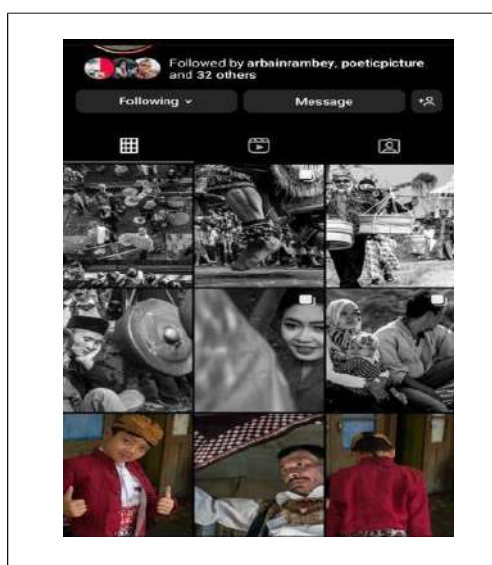 Followed by arbainrambey, poeticpicture
and 32 others
Following
Message